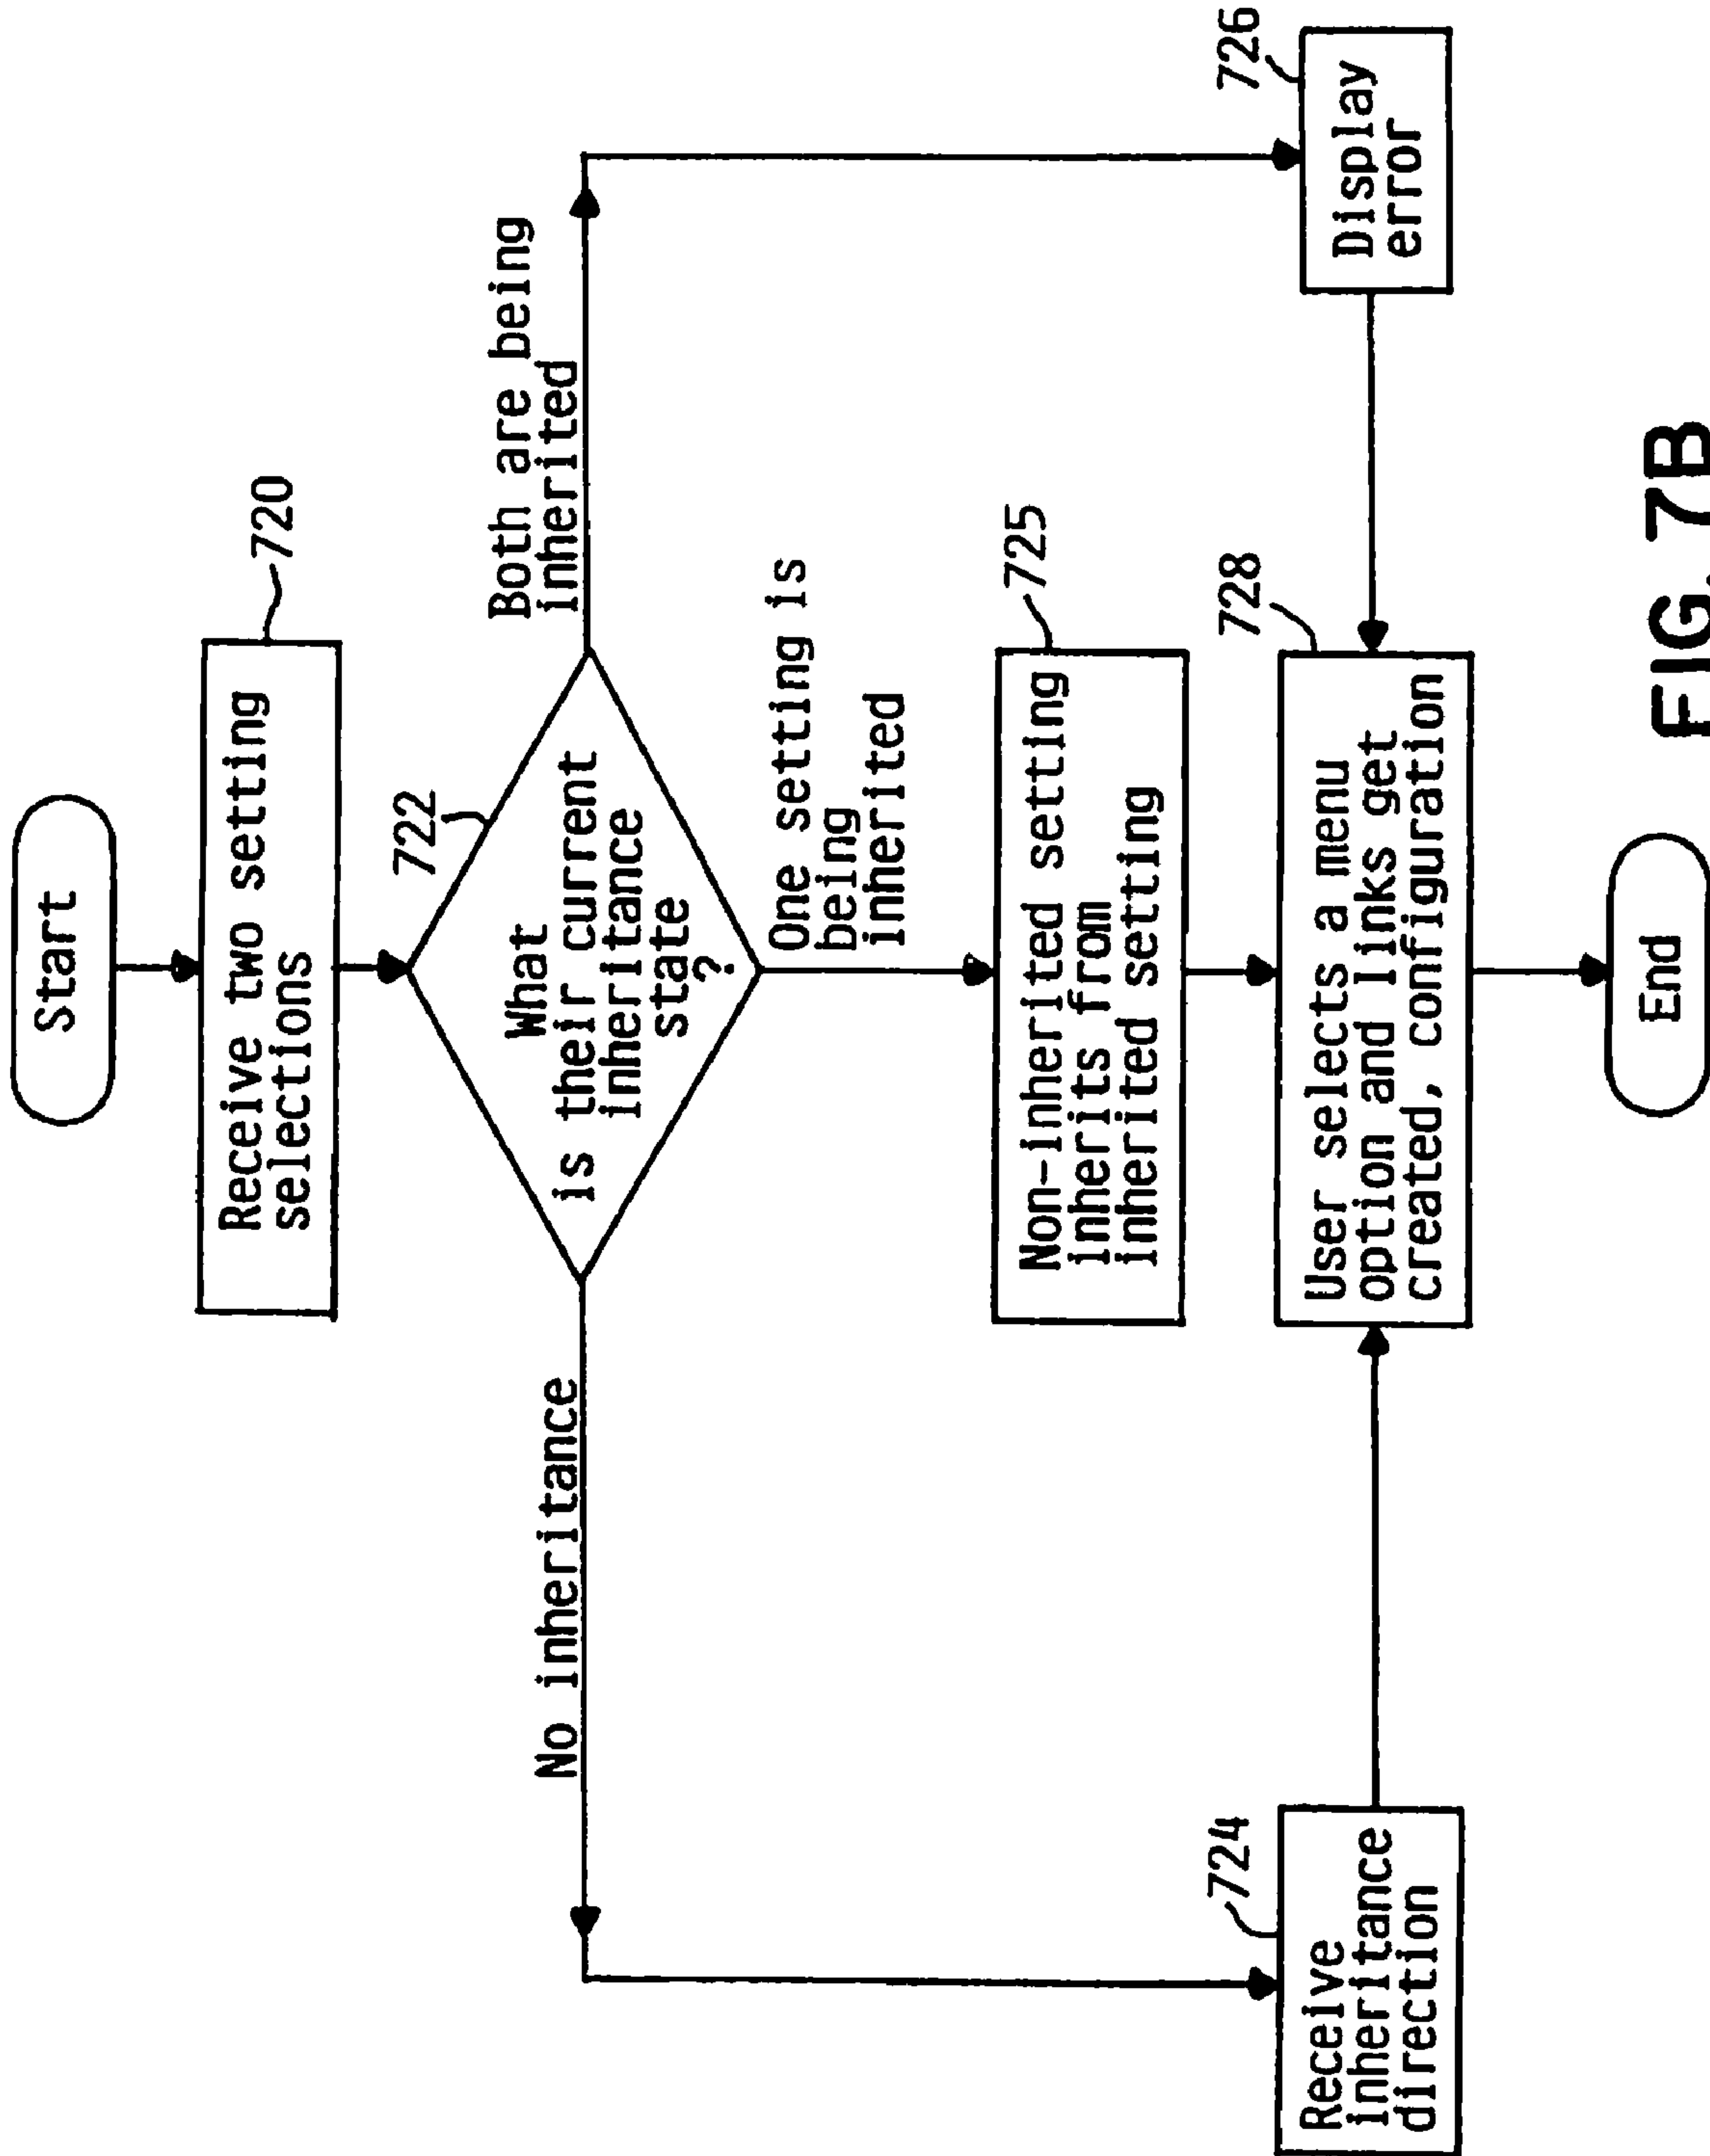 Start
Receive two setting
selections
720
What
is their current
inheritance
state
?
722
No inheritance
Both are being
inherited
One setting is
being
inherited
Non-inherited setting
inherits from
inherited setting
725
Receive
inheritance
direction
724
User selects a menu
option and links get
created, configuration
728
Display
error
726
End
FIG. 7B